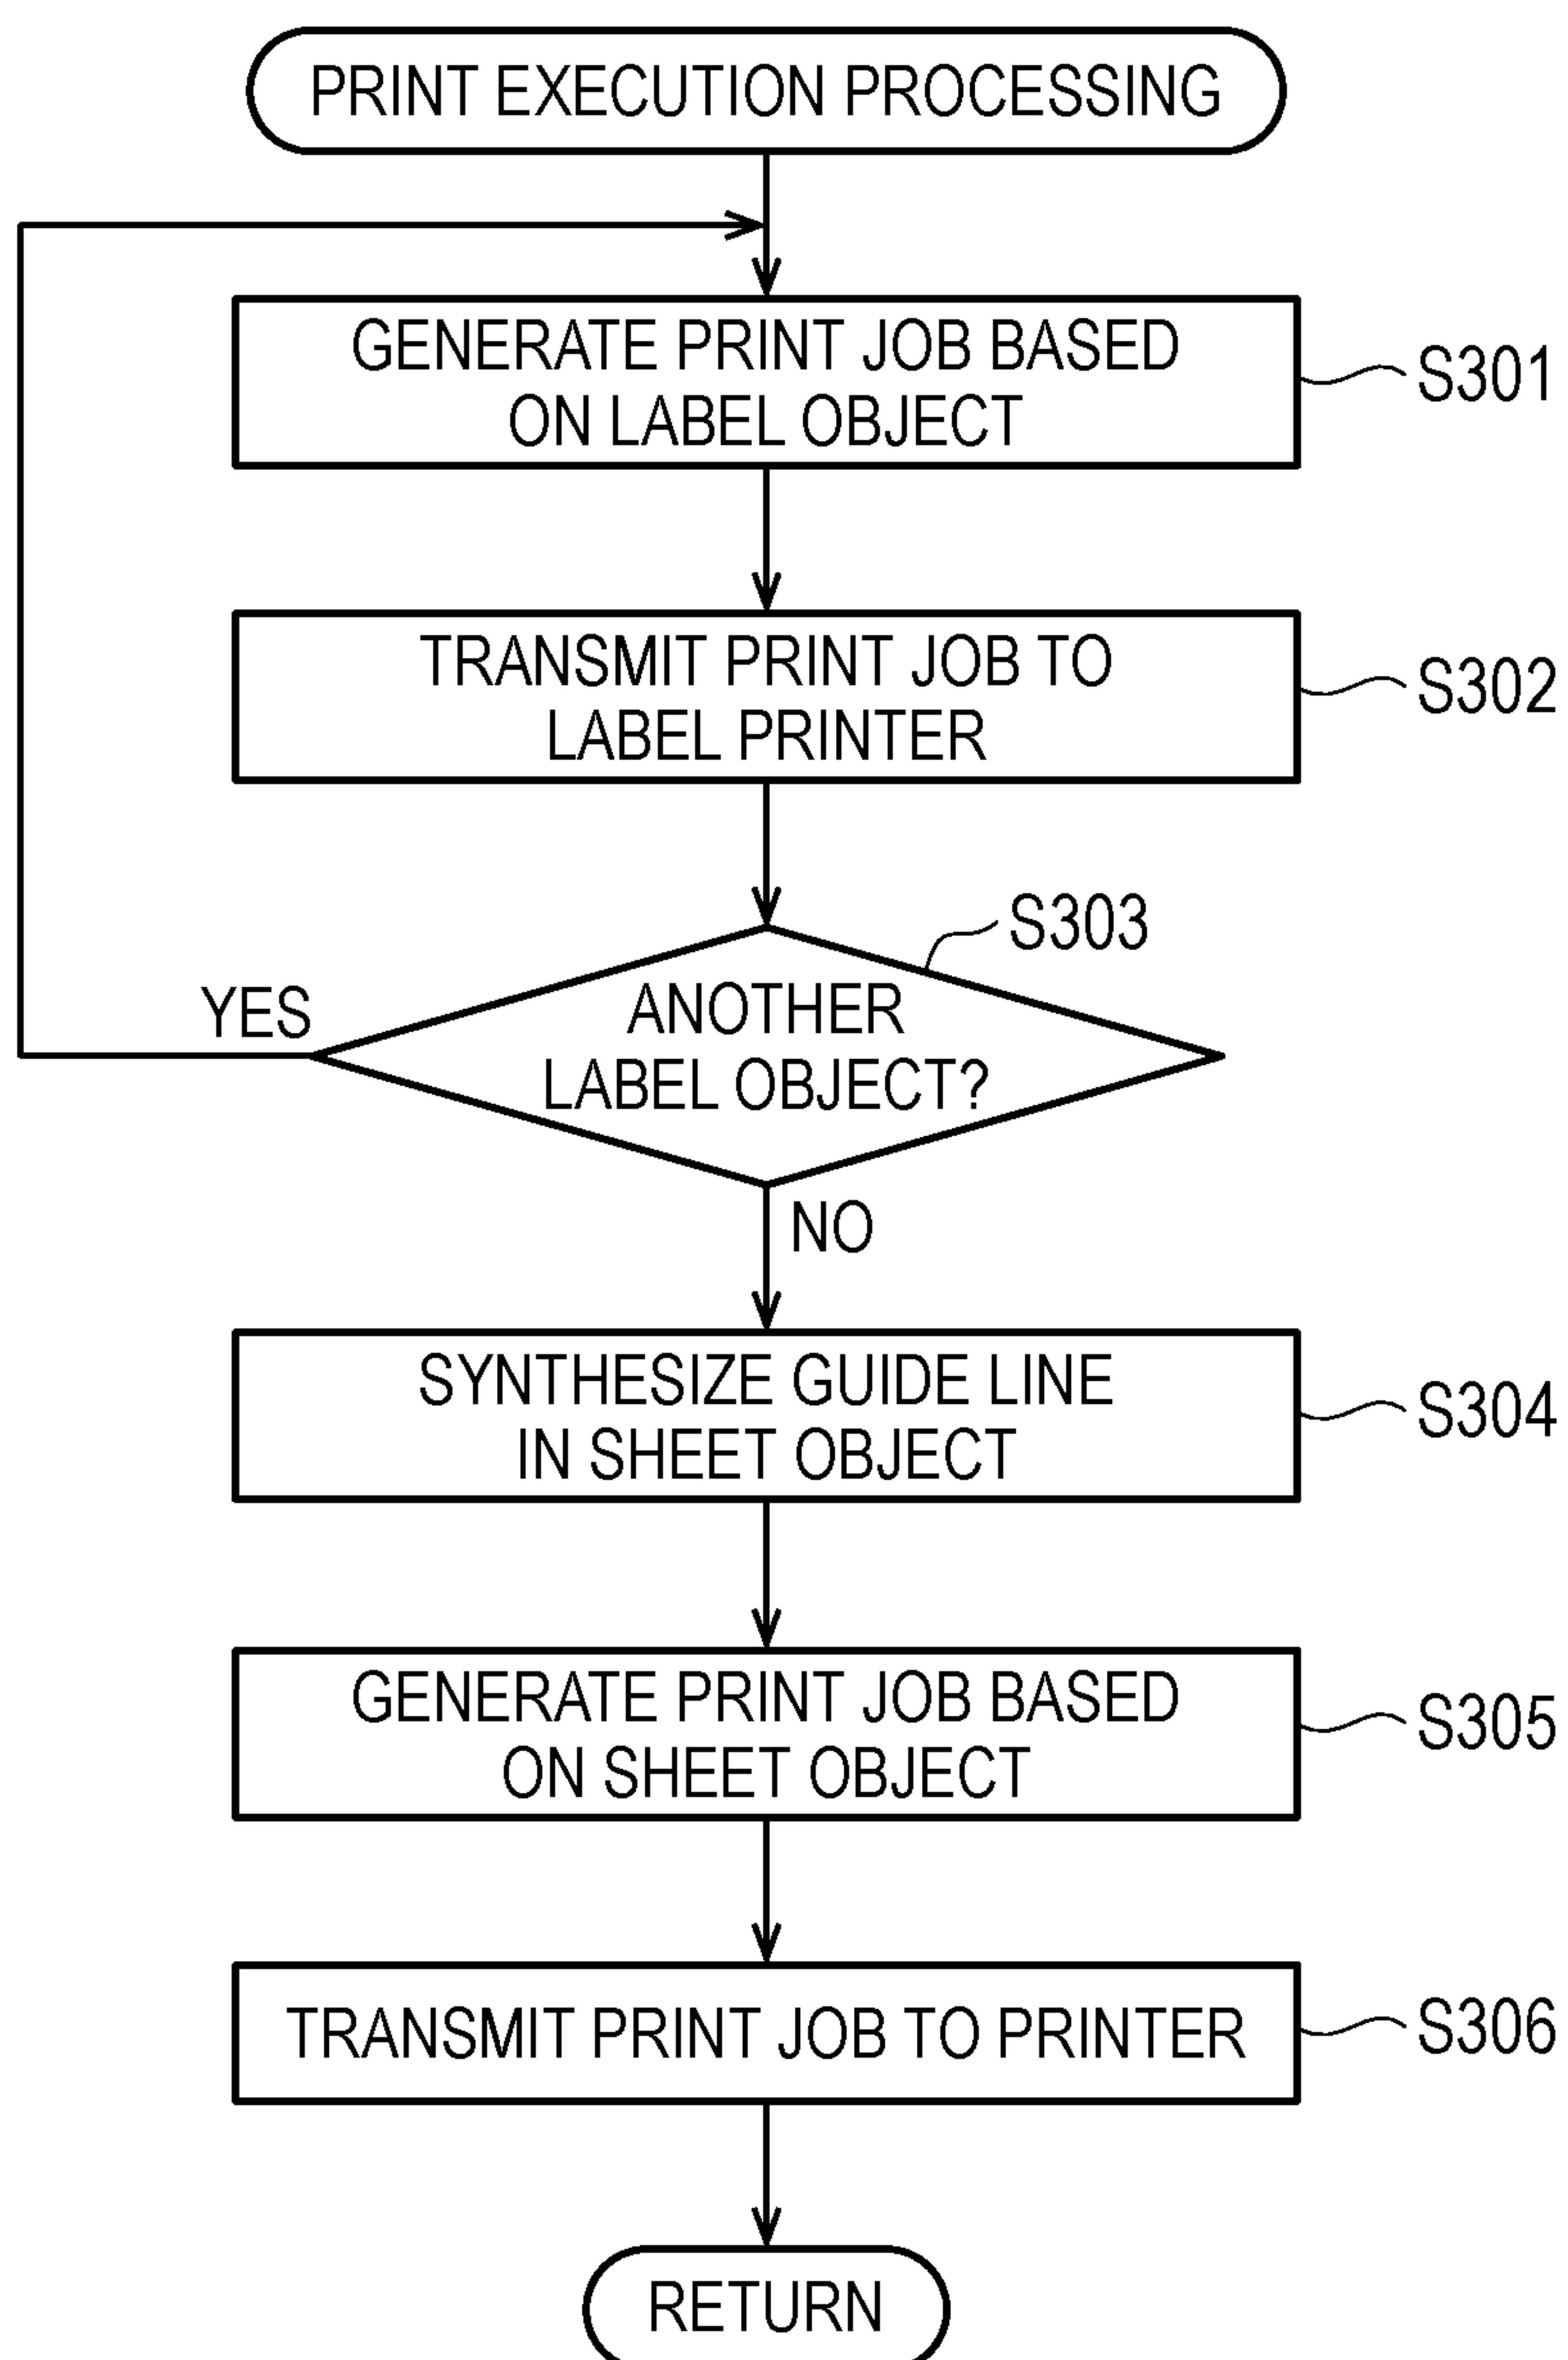 PRINT EXECUTION PROCESSING
GENERATE PRINT JOB BASED
ON LABEL OBJECT
S301
TRANSMIT PRINT JOB TO
LABEL PRINTER
S302
S303
ANOTHER
LABEL OBJECT?
YES
NO
SYNTHESIZE GUIDE LINE
IN SHEET OBJECT
S304
GENERATE PRINT JOB BASED
ON SHEET OBJECT
S305
TRANSMIT PRINT JOB TO PRINTER
S306
RETURN